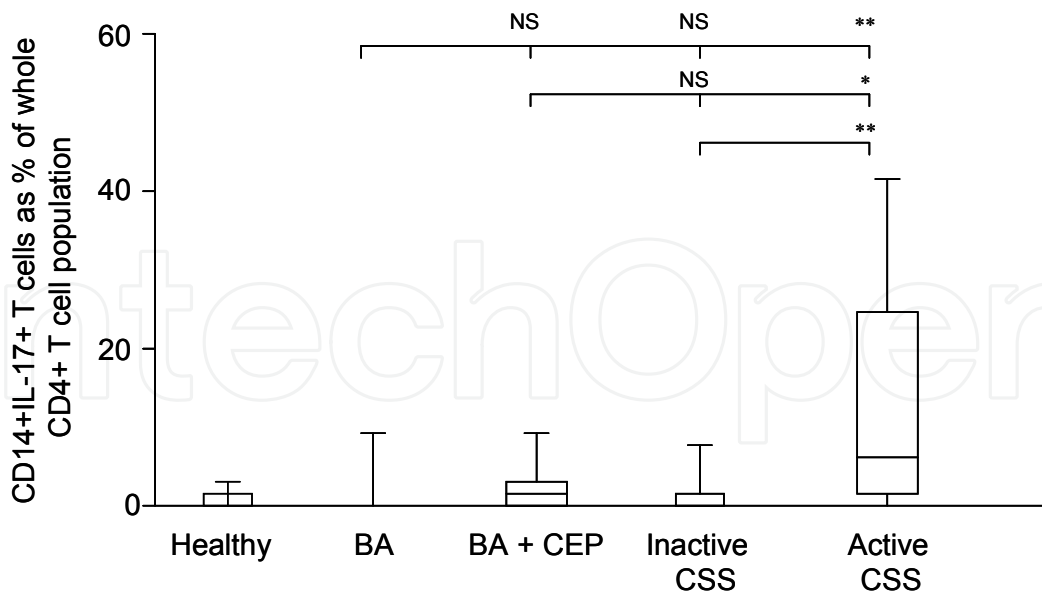 CD14+IL-17+ T cells as % of whole
CD4+ T cell population
60
40
20
0
NS NS **
NS *
**
Healthy BA BA + CEP Inactive CSS Active CSS
IntechOpen